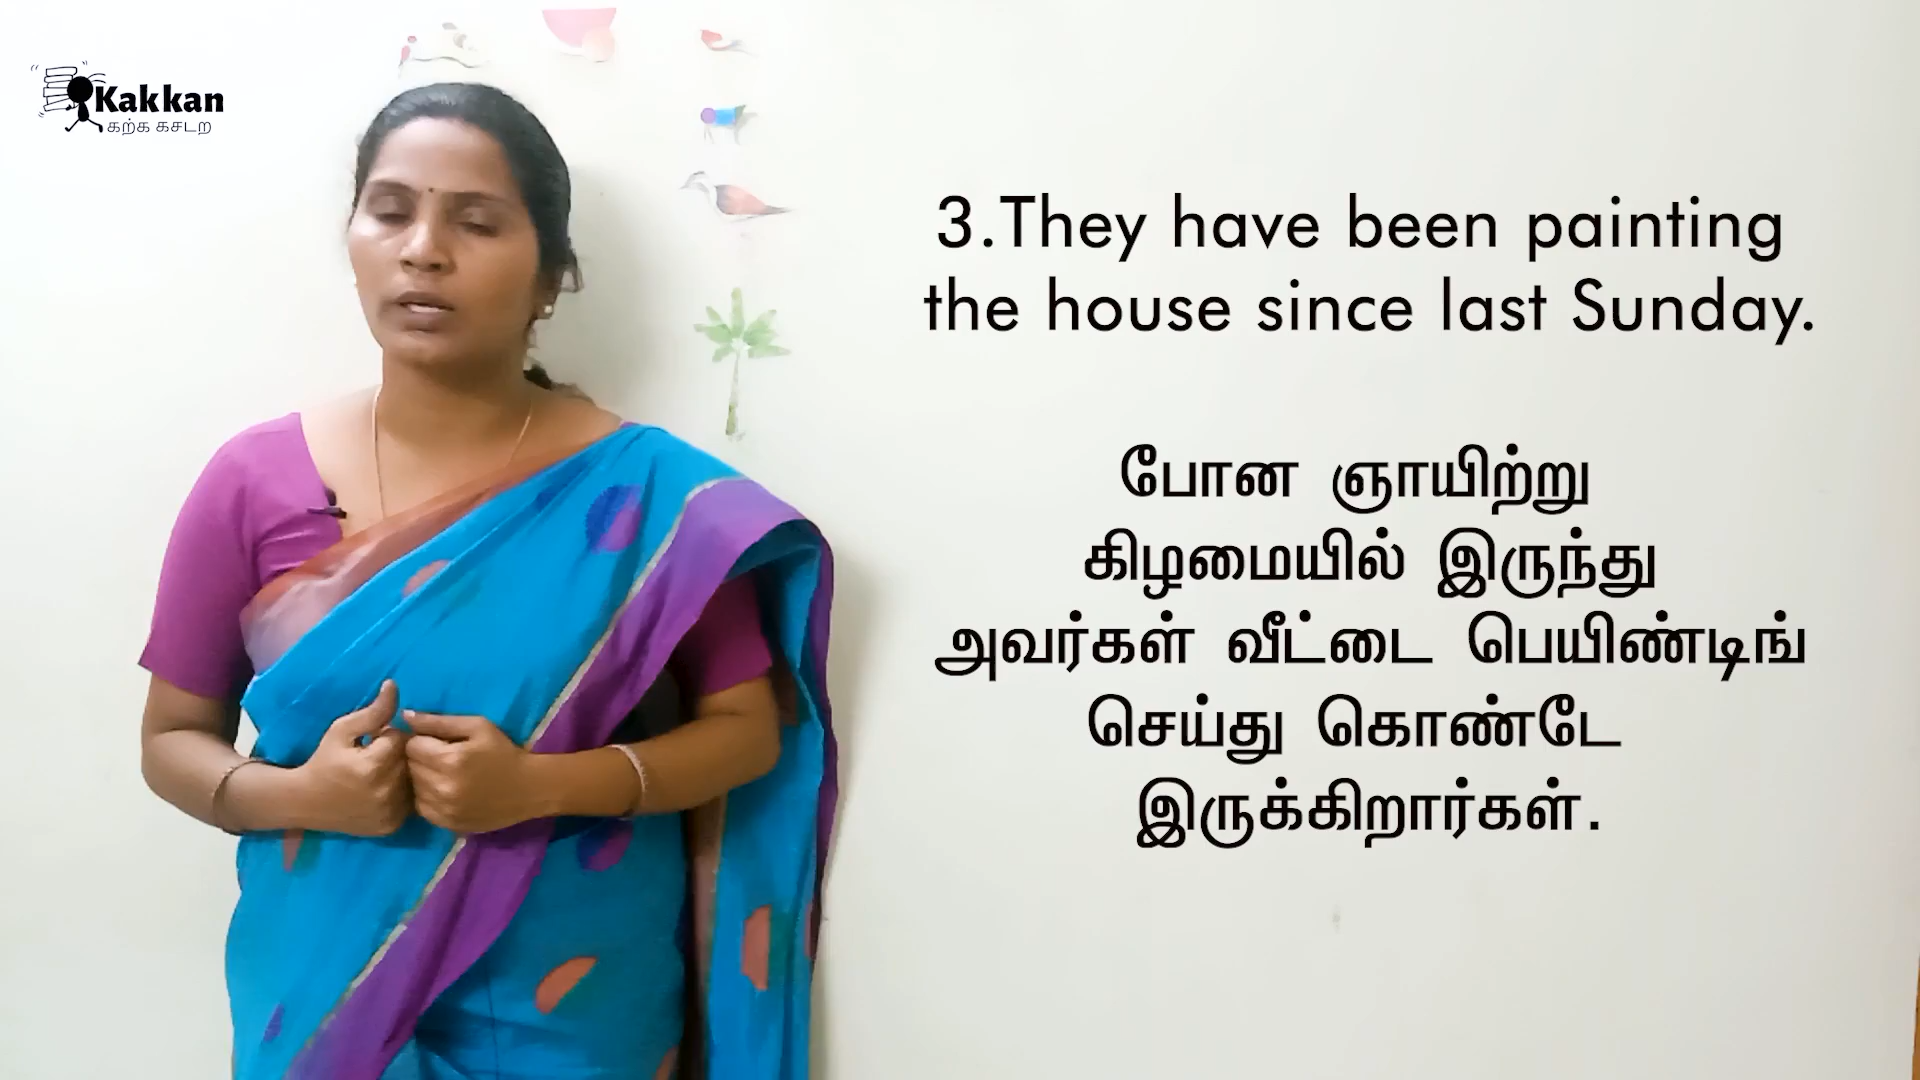 Kakkan
கற்க கசடற
3.They have been painting
the house since last Sunday.
போன ஞாயிற்று
கிழமையில் இருந்து
அவர்கள் வீட்டை பெயிண்டிங்
செய்து கொண்டே
இருக்கிறார்கள்.